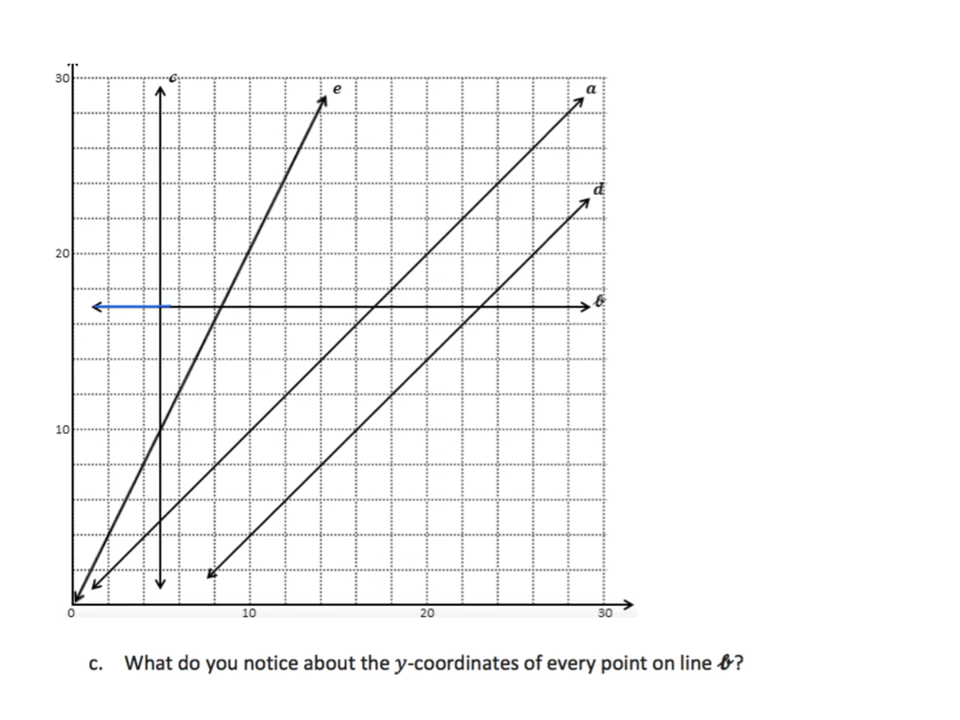 30
c
e
a
d
20
𝒷
10
0
10
20
30
c. What do you notice about the y-coordinates of every point on line 𝒷?